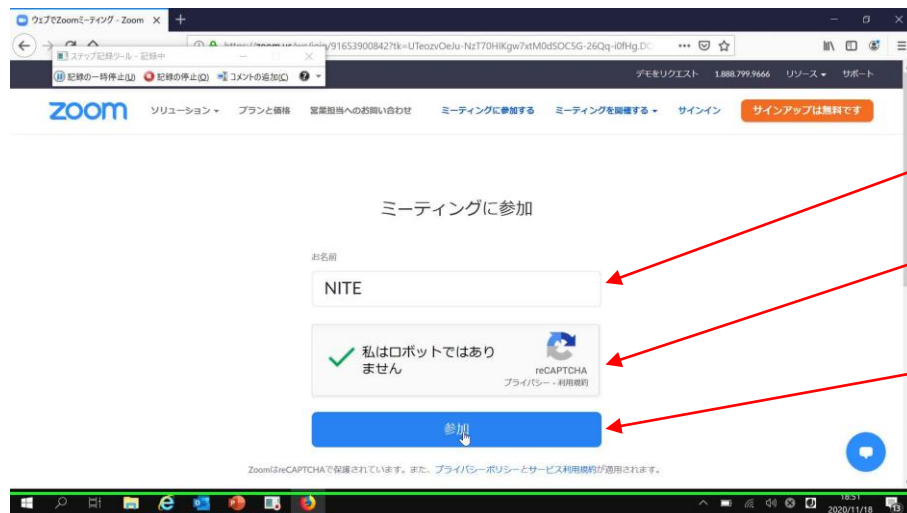 ウェブでZoomミーティング - Zoom
ステップ記録ツール - 記録中
記録の一時停止(U) 記録の停止(O) コメントの追加(C)
デモをリクエスト 1.888.799.9666 リソース サポート
zoom ソリューション プランと価格 営業担当へのお問い合わせ ミーティングに参加する ミーティングを開催する サインイン サインアップは無料です
ミーティングに参加
お名前
NITE
私はロボットではあり
ません
reCAPTCHA
プライバシー - 利用規約
参加
ZoomはreCAPTCHAで保護されています。また、プライバシーポリシーとサービス利用規約が適用されます。
18:51
2020/11/18
13